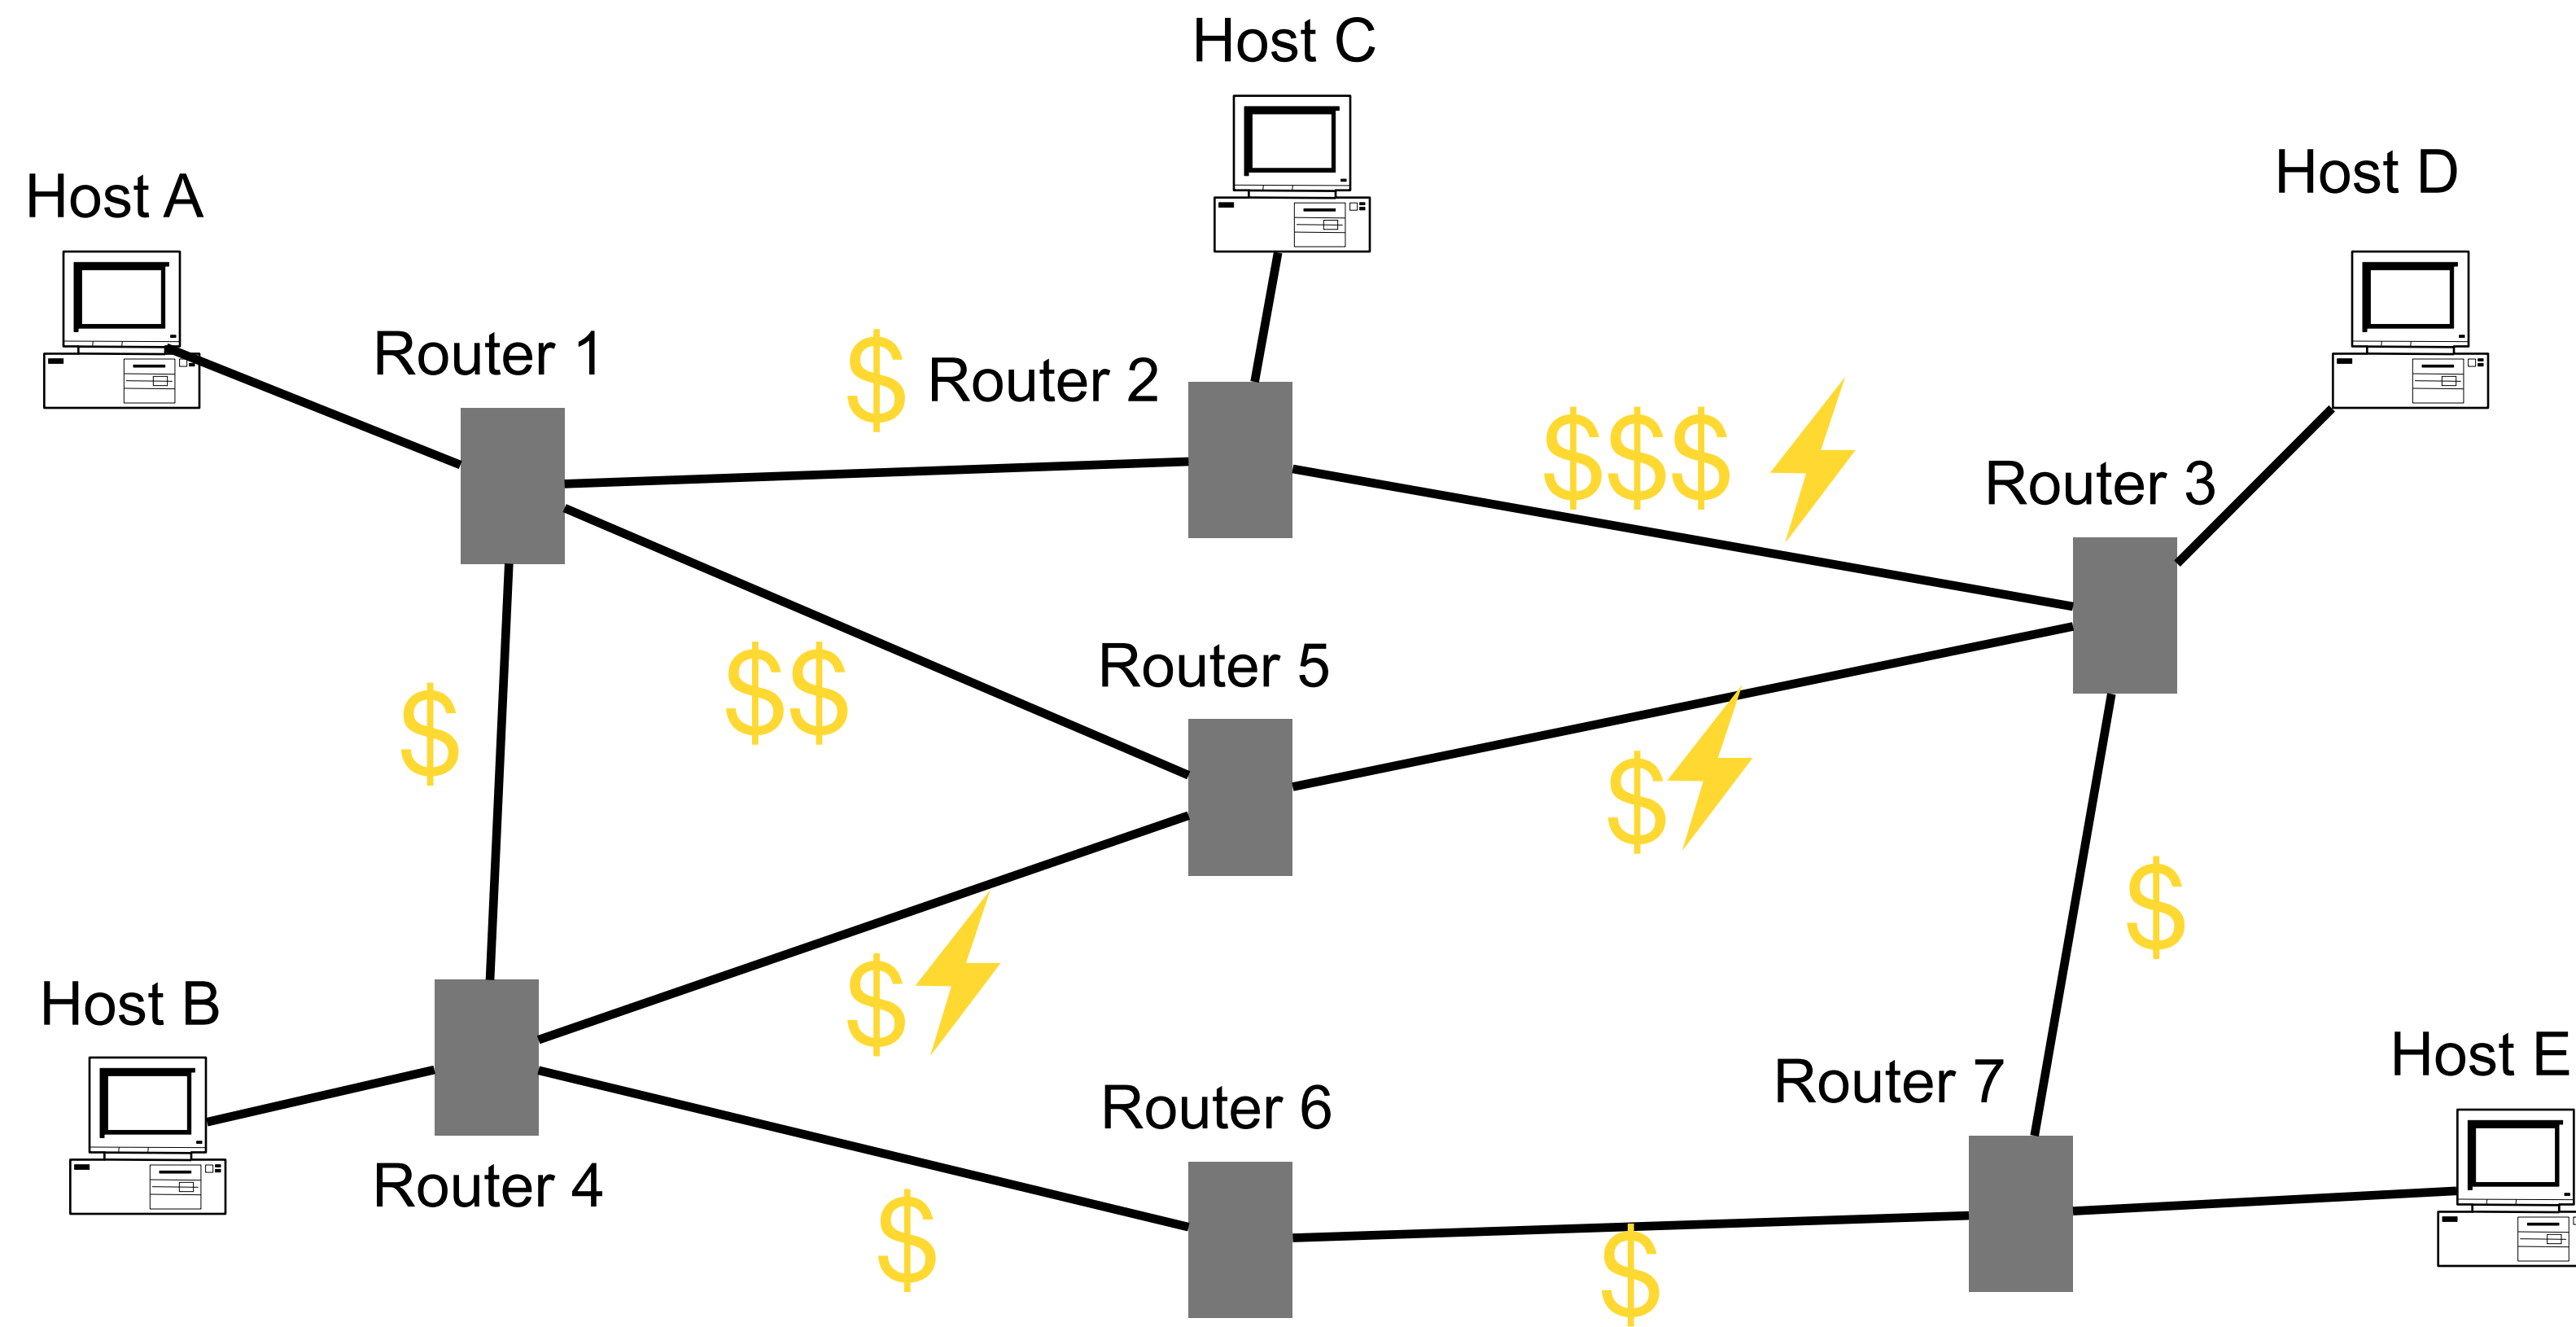 Host C
Host D
Host A
Router 1
$
Router 2
$$$
Router 3
Router 5
$$
$
$
$
$
Host B
Host E
Router 7
Router 6
Router 4
$
$